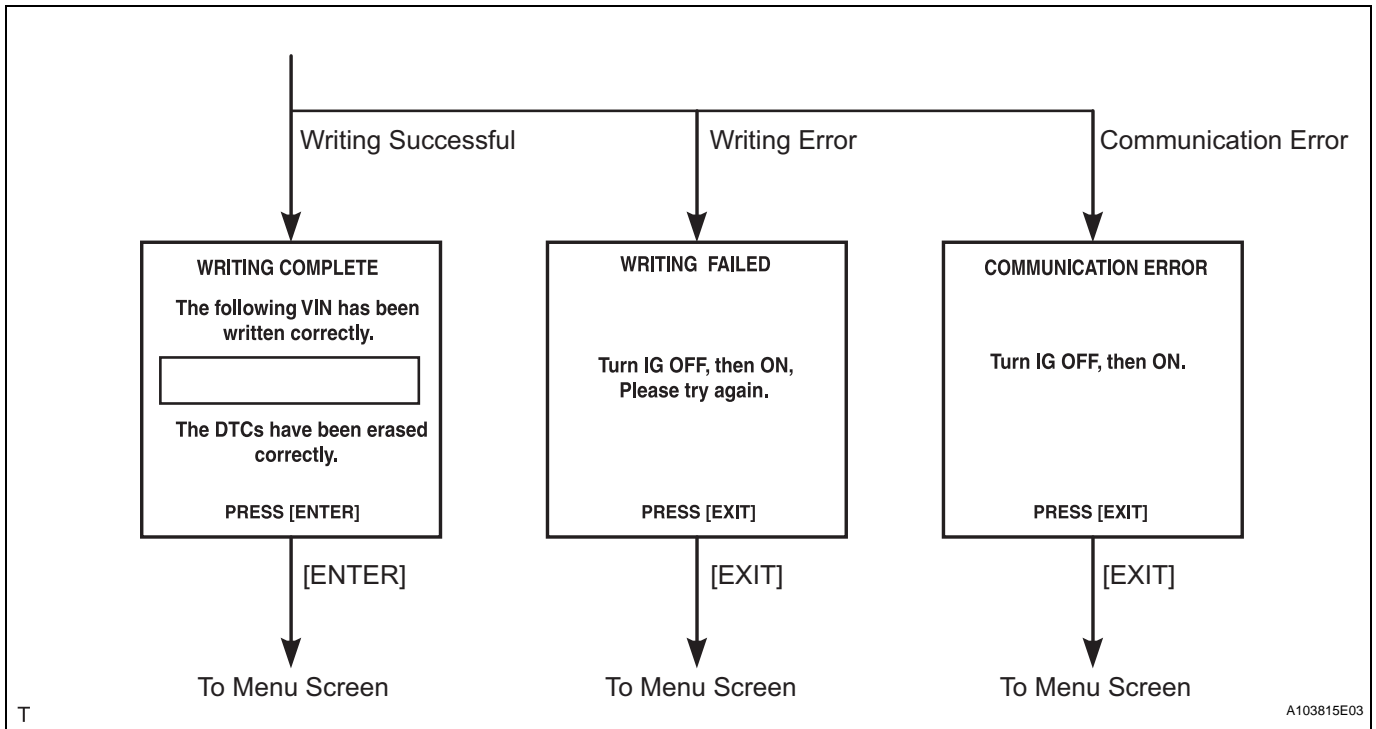 Writing Successful
Writing Error
Communication Error
WRITING COMPLETE
The following VIN has been
written correctly.
The DTCs have been erased
correctly.
PRESS [ENTER]
WRITING FAILED
Turn IG OFF, then ON,
Please try again.
PRESS [EXIT]
COMMUNICATION ERROR
Turn IG OFF, then ON.
PRESS [EXIT]
[ENTER]
[EXIT]
[EXIT]
To Menu Screen
To Menu Screen
To Menu Screen
T
A103815E03